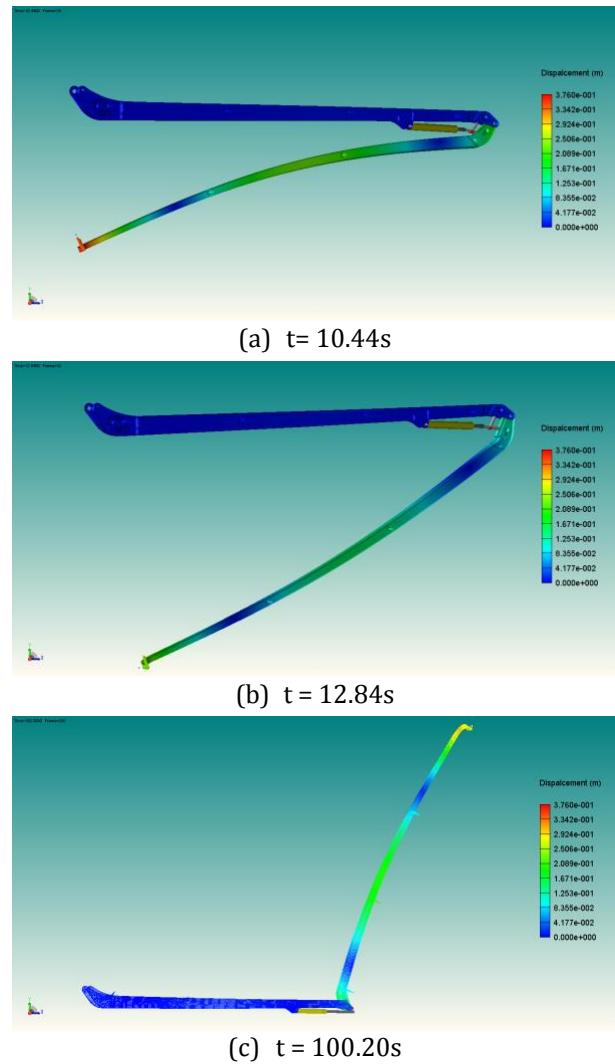 Dispalcement (m)
3.760e-001
3.342e-001
2.924e-001
2.506e-001
2.089e-001
1.671e-001
1.253e-001
8.355e-002
4.177e-002
0.000e+000
(a) t= 10.44s
Dispalcement (m)
3.760e-001
3.342e-001
2.924e-001
2.506e-001
2.089e-001
1.671e-001
1.253e-001
8.355e-002
4.177e-002
0.000e+000
(b) t = 12.84s
Dispalcement (m)
3.760e-001
3.342e-001
2.924e-001
2.506e-001
2.089e-001
1.671e-001
1.253e-001
8.355e-002
4.177e-002
0.000e+000
(c) t = 100.20s